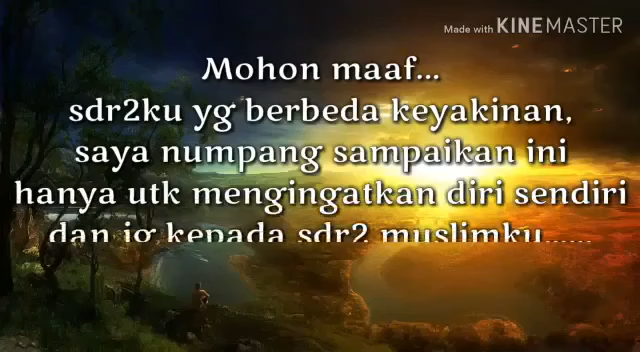 Made with KINEMASTER
Mohon maaf...
sdr2ku yg berbeda keyakinan,
saya numpang sampaikan ini
hanya utk mengingatkan diri sendiri
dan jg kepada sdr2 muslimku......